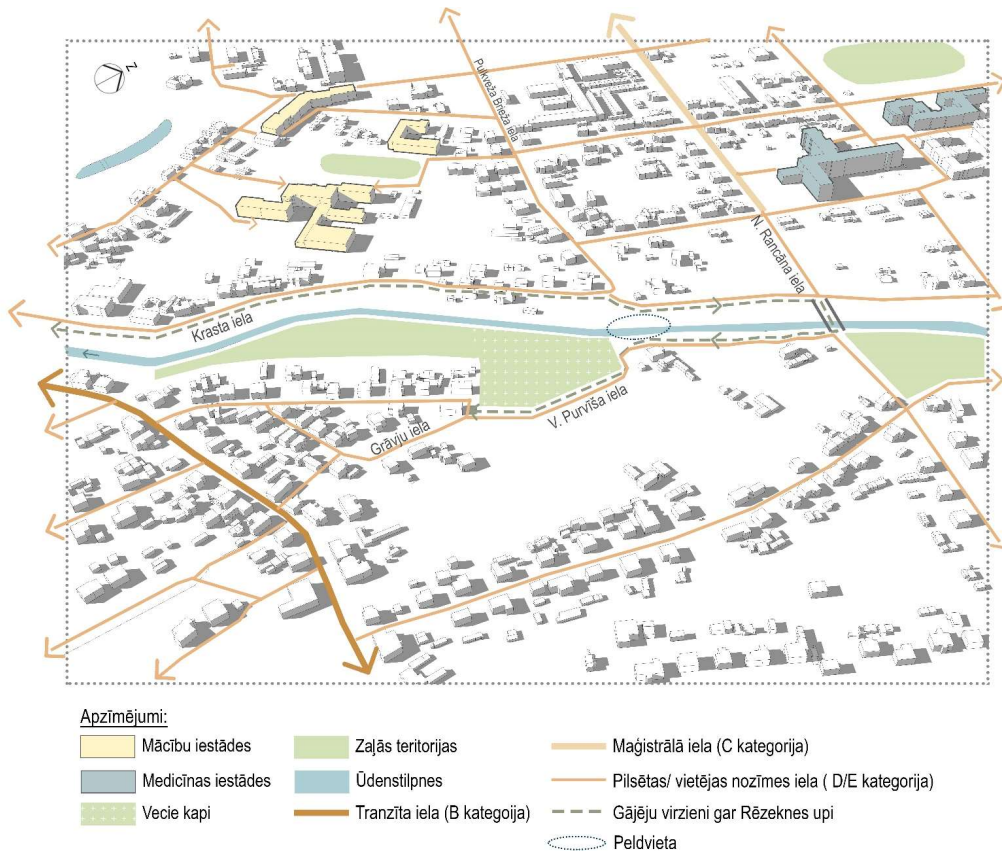 Z
Pulkveža Brieža iela
N. Rancāna iela
Krasta iela
V. Purvīša iela
Grāvju iela
Apzīmējumi:
Mācību iestādes
Medicīnas iestādes
Vecie kapi
Zaļās teritorijas
Ūdenstilpnes
Tranzīta iela (B kategoija)
Maģistrālā iela (C kategorija)
Pilsētas/ vietējas nozīmes iela ( D/E kategorija)
Gājēju virzieni gar Rēzeknes upi
Peldvieta